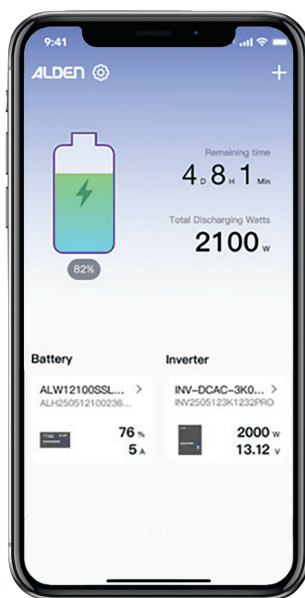 9:41
ALDEN
Remaining time
4 D 8 H 1 Min
Total Discharging Watts
2100 W
82%
Battery
Inverter
ALW12100SSL... >
ALH250512100236...
76 %
5 A
INV-DCAC-3K0... >
INV2505123K1232PRO
2000 W
13.12 V